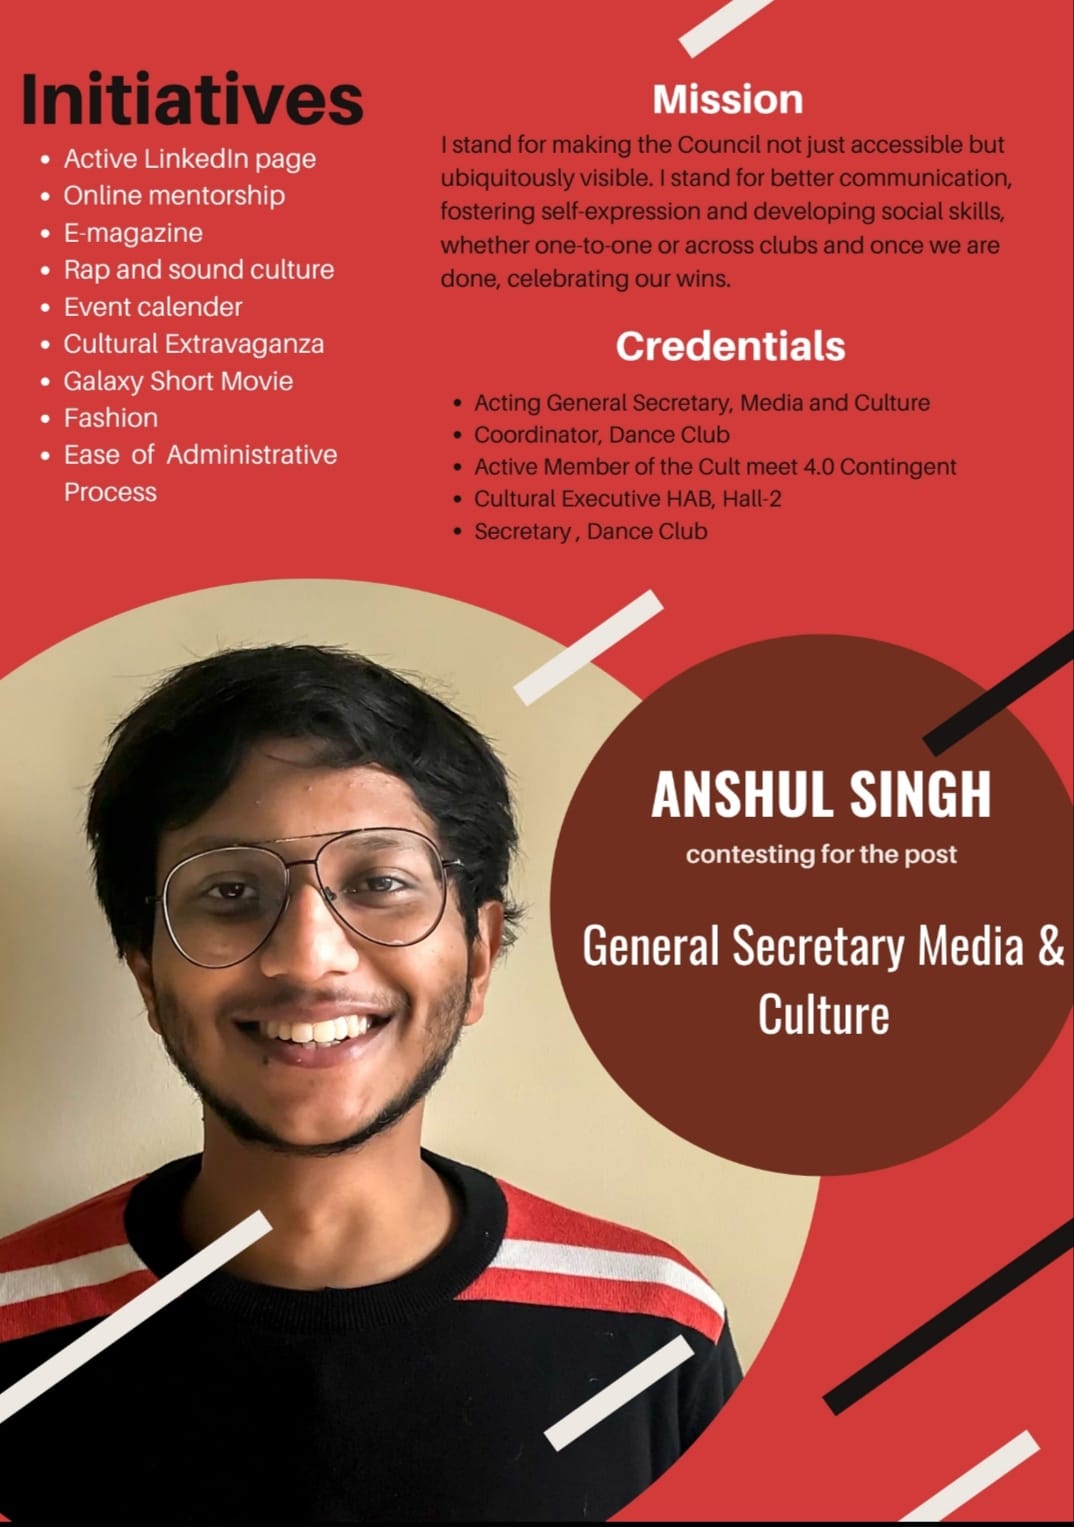 Initiatives
Active LinkedIn page
Online mentorship
E-magazine
Rap and sound culture
Event calender
Cultural Extravaganza
Galaxy Short Movie
Fashion
Ease of Administrative
Process
Mission
I stand for making the Council not just accessible but
ubiquitously visible. I stand for better communication,
fostering self-expression and developing social skills,
whether one-to-one or across clubs and once we are
done, celebrating our wins.
Credentials
Acting General Secretary, Media and Culture
Coordinator, Dance Club
Active Member of the Cult meet 4.0 Contingent
Cultural Executive HAB, Hall-2
Secretary , Dance Club
ANSHUL SINGH
contesting for the post
General Secretary Media &
Culture